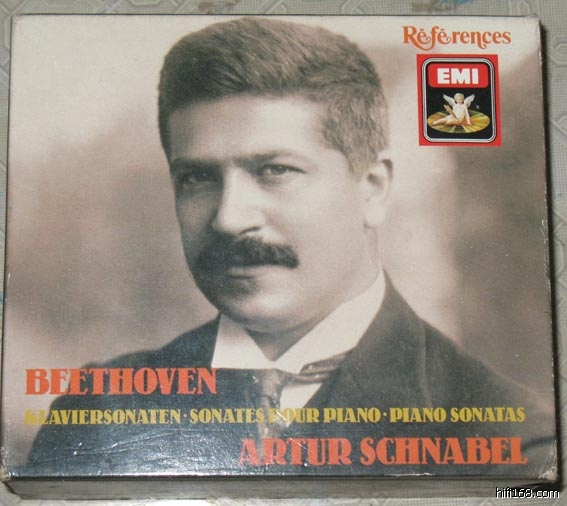 Références
EMI
BEETHOVEN
KLAVIERSONATEN · SONATES POUR PIANO · PIANO SONATAS
ARTUR SCHNABEL
hifi168.com